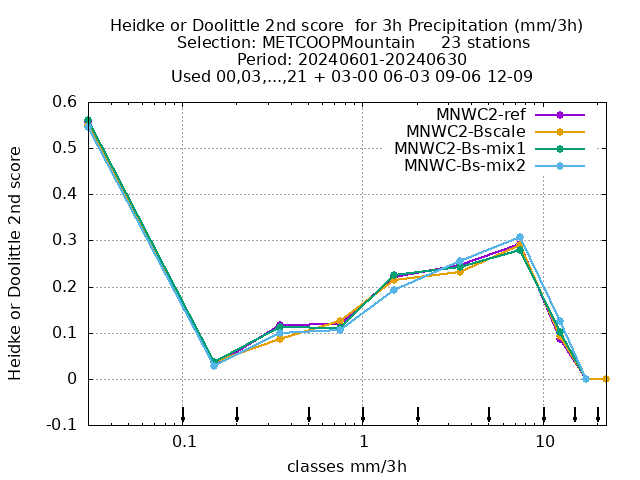 Heidke or Doolittle 2nd score  for 3h Precipitation (mm/3h)
Selection: METCOOPMountain     23 stations
Period: 20240601-20240630
Used 00,03,...,21 + 03-00 06-03 09-06 12-09
MNWC2-ref
MNWC2-Bscale
MNWC2-Bs-mix1
MNWC-Bs-mix2
Heidke or Doolittle 2nd score
0.6
0.5
0.4
0.3
0.2
0.1
0
-0.1
0.1
1
10
classes mm/3h